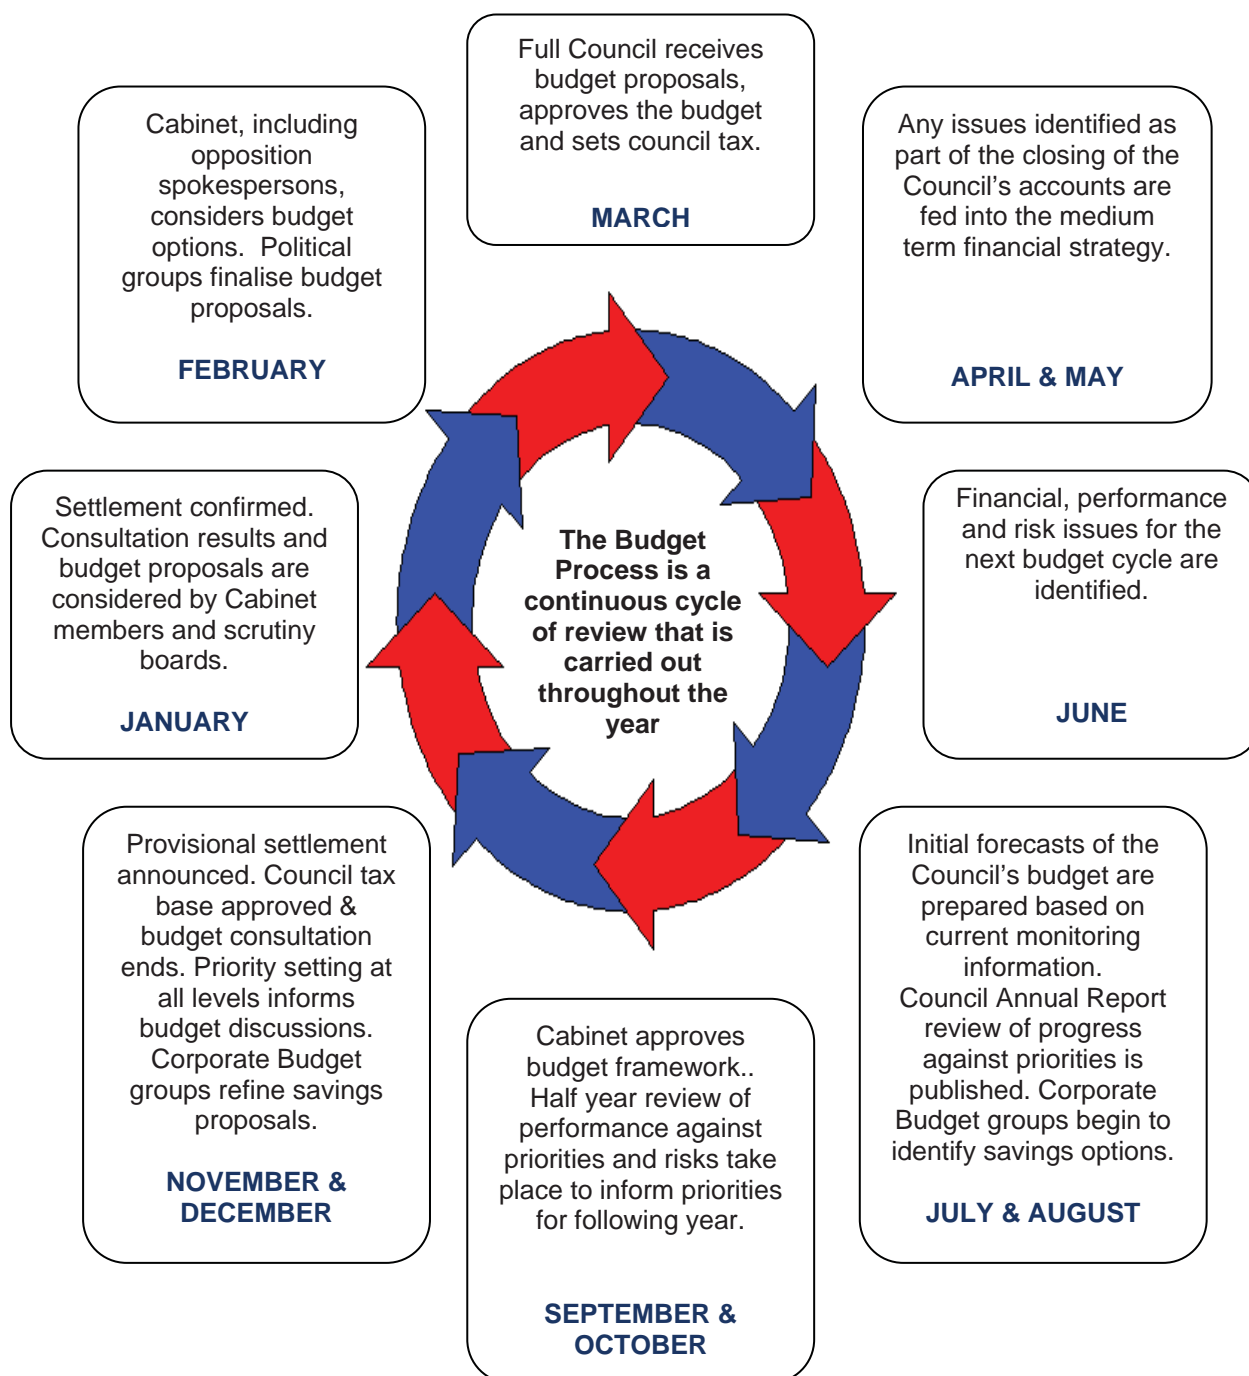 Full Council receives
budget proposals,
approves the budget
and sets council tax.
MARCH
Any issues identified as
part of the closing of the
Council’s accounts are
fed into the medium
term financial strategy.
APRIL & MAY
Financial, performance
and risk issues for the
next budget cycle are
identified.
JUNE
Initial forecasts of the
Council’s budget are
prepared based on
current monitoring
information.
Council Annual Report
review of progress
against priorities is
published. Corporate
Budget groups begin to
identify savings options.
JULY & AUGUST
Cabinet approves
budget framework..
Half year review of
performance against
priorities and risks take
place to inform priorities
for following year.
SEPTEMBER &
OCTOBER
Provisional settlement
announced. Council tax
base approved &
budget consultation
ends. Priority setting at
all levels informs
budget discussions.
Corporate Budget
groups refine savings
proposals.
NOVEMBER &
DECEMBER
Settlement confirmed.
Consultation results and
budget proposals are
considered by Cabinet
members and scrutiny
boards.
JANUARY
Cabinet, including
opposition
spokespersons,
considers budget
options.  Political
groups finalise budget
proposals.
FEBRUARY
The Budget
Process is a
continuous cycle
of review that is
carried out
throughout the
year